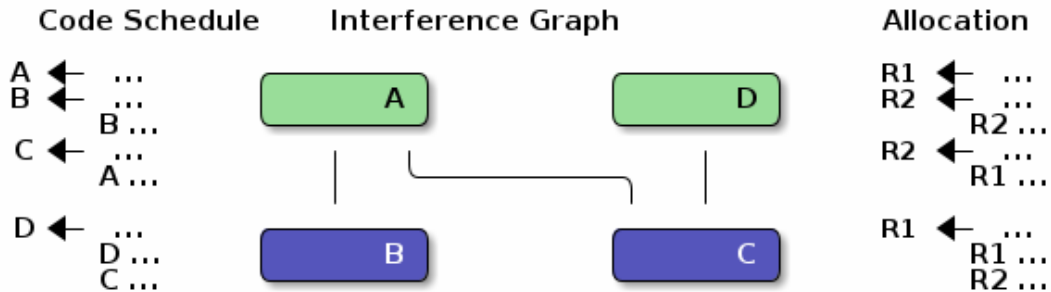 Code Schedule Interference Graph Allocation
A ... A D R1 ...
B ... R2 ...
B ... R2 ...
C ... R2 ...
A ... R1 ...
D ... B C R1 ...
D ... R1 ...
C ... R2 ...